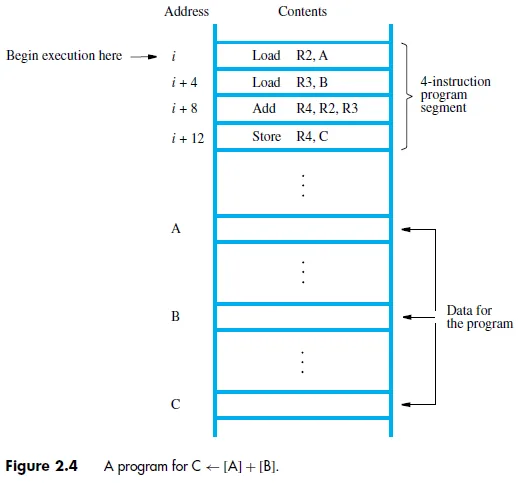 Address Contents
Begin execution here i Load R2, A
i + 4 Load R3, B
i + 8 Add R4, R2, R3
i + 12 Store R4, C
4-instruction
program
segment
A
B
Data for
the program
C
Figure 2.4 A program for C ← [A] + [B].